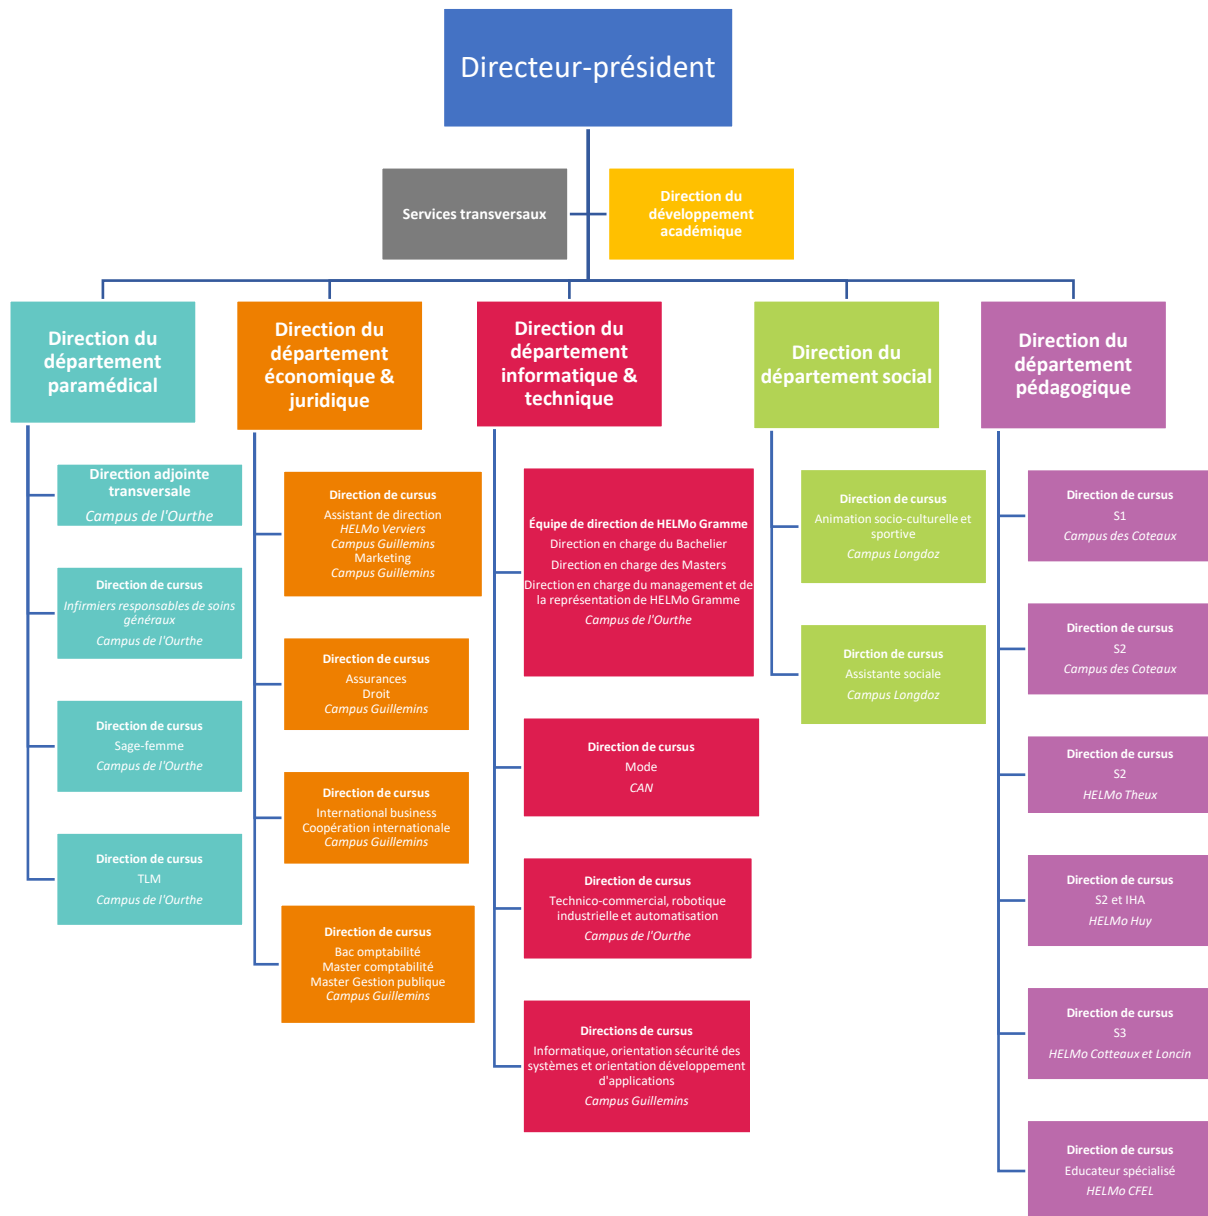 Directeur-président
Services transversaux
Direction du
développement
académique
Direction du
département
paramédical
Direction adjointe
transversale
Campus de l'Ourthe
Direction de cursus
Infirmiers responsables de soins
généraux
Campus de l'Ourthe
Direction de cursus
Sage-femme
Campus de l'Ourthe
Direction de cursus
TLM
Campus de l'Ourthe
Direction du
département
économique &
juridique
Direction de cursus
Assistant de direction
HELMo Verviers
Campus Guillemins
Marketing
Campus Guillemins
Direction de cursus
Assurances
Droit
Campus Guillemins
Direction de cursus
International business
Coopération internationale
Campus Guillemins
Direction de cursus
Bac omptabilité
Master comptabilité
Master Gestion publique
Campus Guillemins
Direction du
département
informatique &
technique
Équipe de direction de HELMo Gramme
Direction en charge du Bachelier
Direction en charge des Masters
Direction en charge du management et de
la représentation de HELMo Gramme
Campus de l'Ourthe
Direction de cursus
Mode
CAN
Direction de cursus
Technico-commercial, robotique
industrielle et automatisation
Campus de l'Ourthe
Directions de cursus
Informatique, orientation sécurité des
systèmes et orientation développement
d'applications
Campus Guillemins
Direction du
département social
Direction de cursus
Animation socio-culturelle et
sportive
Campus Longdoz
Dirction de cursus
Assistante sociale
Campus Longdoz
Direction du
département
pédagogique
Direction de cursus
S1
Campus des Coteaux
Direction de cursus
S2
Campus des Coteaux
Direction de cursus
S2
HELMo Theux
Direction de cursus
S2 et IHA
HELMo Huy
Direction de cursus
S3
HELMo Cotteaux et Loncin
Direction de cursus
Educateur spécialisé
HELMo CFEL